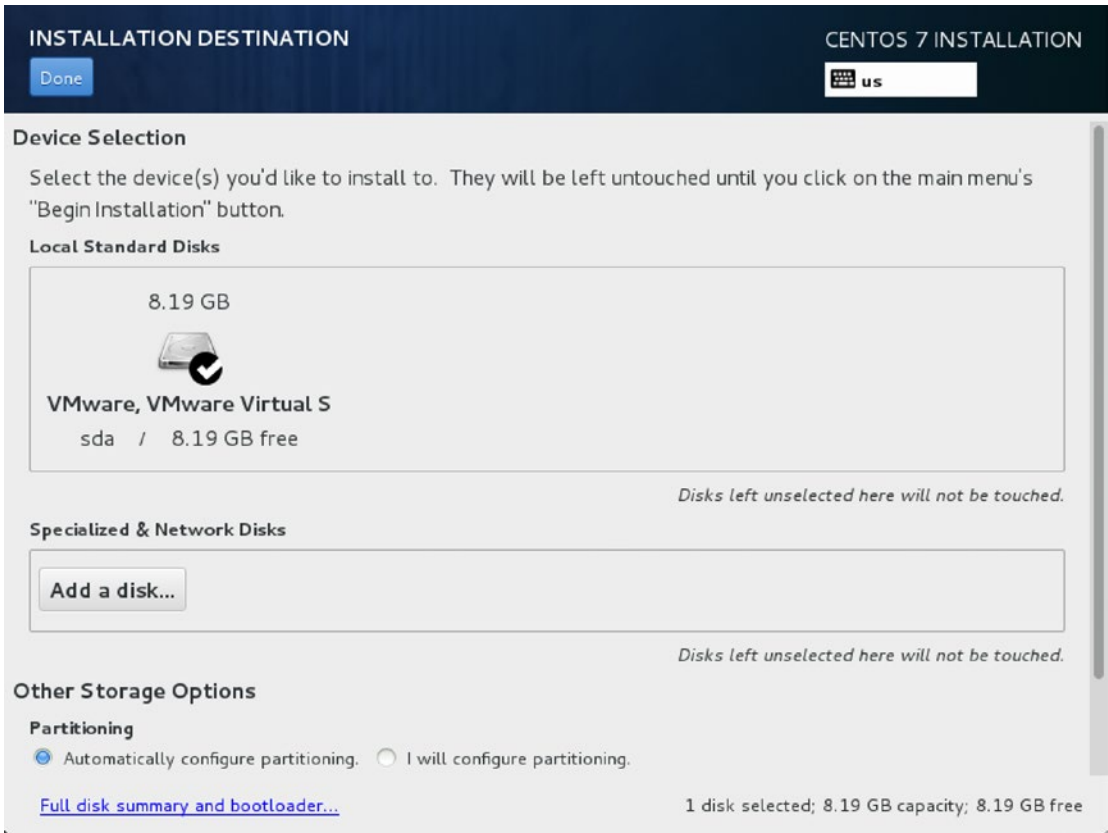 INSTALLATION DESTINATION
CENTOS 7 INSTALLATION
Done
us
Device Selection
Select the device(s) you'd like to install to. They will be left untouched until you click on the main menu's
"Begin Installation" button.
Local Standard Disks
8.19 GB
VMware, VMware Virtual S
sda / 8.19 GB free
Disks left unselected here will not be touched.
Specialized & Network Disks
Add a disk...
Disks left unselected here will not be touched.
Other Storage Options
Partitioning
Automatically configure partitioning. I will configure partitioning.
Full disk summary and bootloader... 1 disk selected; 8.19 GB capacity; 8.19 GB free